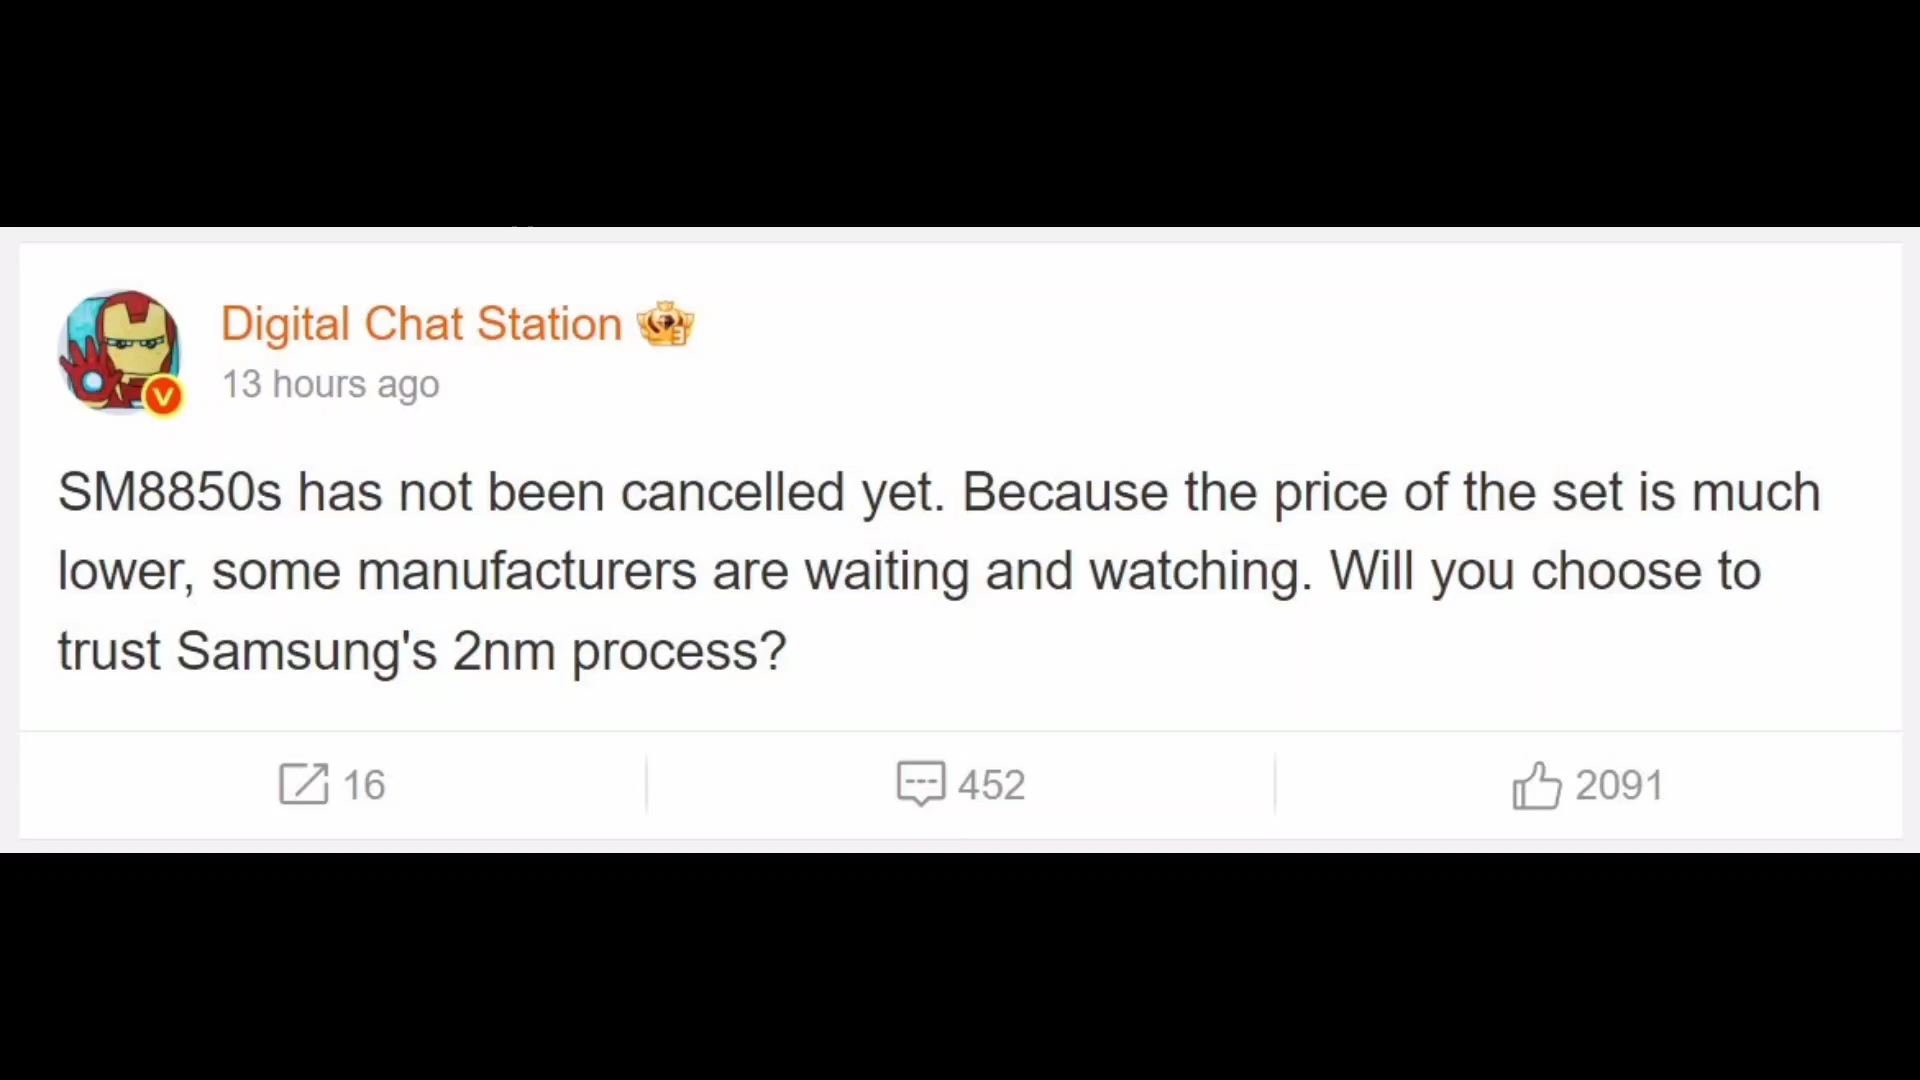 Digital Chat Station
13 hours ago
SM8850s has not been cancelled yet. Because the price of the set is much
lower, some manufacturers are waiting and watching. Will you choose to
trust Samsung's 2nm process?
16
452
2091